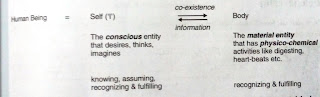 co-existence
Human Being = Self ('I') Body
information
The conscious entity
that desires, thinks,
imagines
The material entity
that has physico-chemical
activities like digesting,
heart-beats etc.
knowing, assuming,
recognizing & fulfilling
recognizing & fulfilling